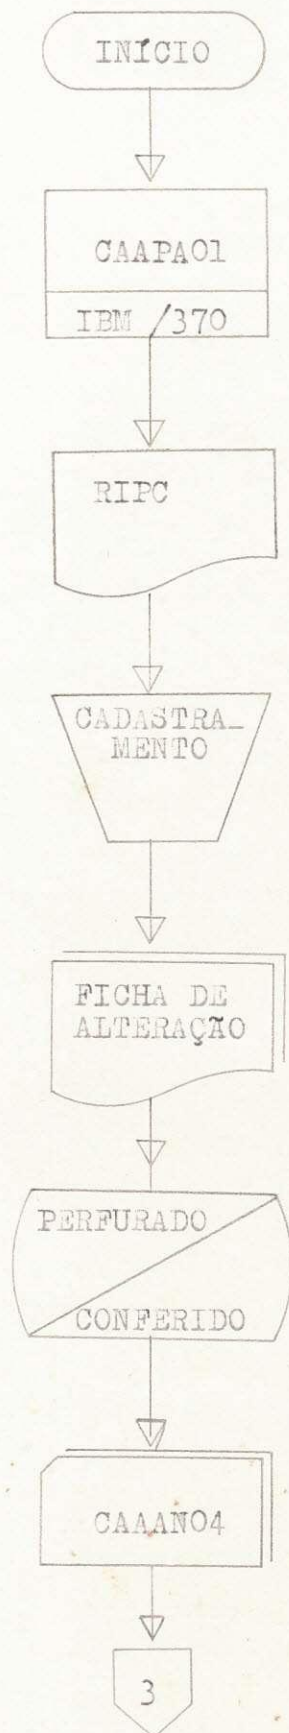 INÍCIO
CAAPA01
IBM /370
RIPC
CADASTRA_
MENTO
FICHA DE
ALTERAÇÃO
PERFURADO
CONFERIDO
CAAAN04
3